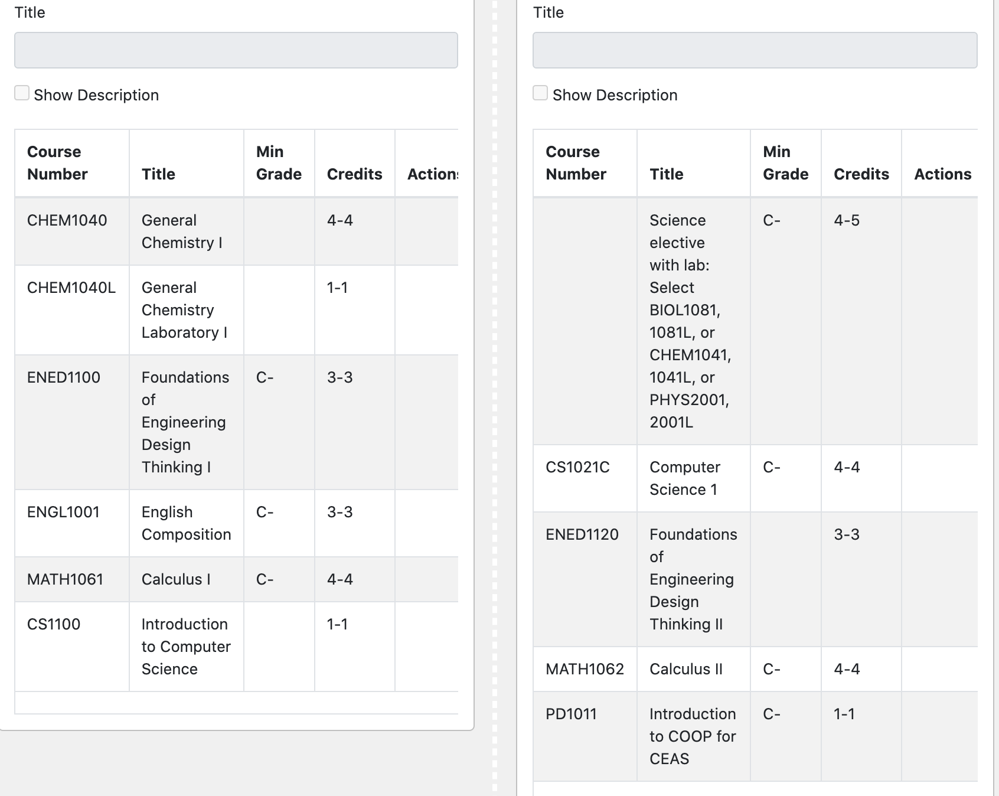 Title
Show Description
Course
Number
Title
Min
Grade
Credits
Actions
CHEM1040
General
Chemistry I
4-4
CHEM1040L
General
Chemistry
Laboratory I
1-1
ENED1100
Foundations
of
Engineering
Design
Thinking I
C-
3-3
ENGL1001
English
Composition
C-
3-3
MATH1061
Calculus I
C-
4-4
CS1100
Introduction
to Computer
Science
1-1
Title
Show Description
Course
Number
Title
Min
Grade
Credits
Actions
Science
elective
with lab:
Select
BIOL1081,
1081L, or
CHEM1041,
1041L, or
PHYS2001,
2001L
C-
4-5
CS1021C
Computer
Science 1
C-
4-4
ENED1120
Foundations
of
Engineering
Design
Thinking II
3-3
MATH1062
Calculus II
C-
4-4
PD1011
Introduction
to COOP for
CEAS
C-
1-1